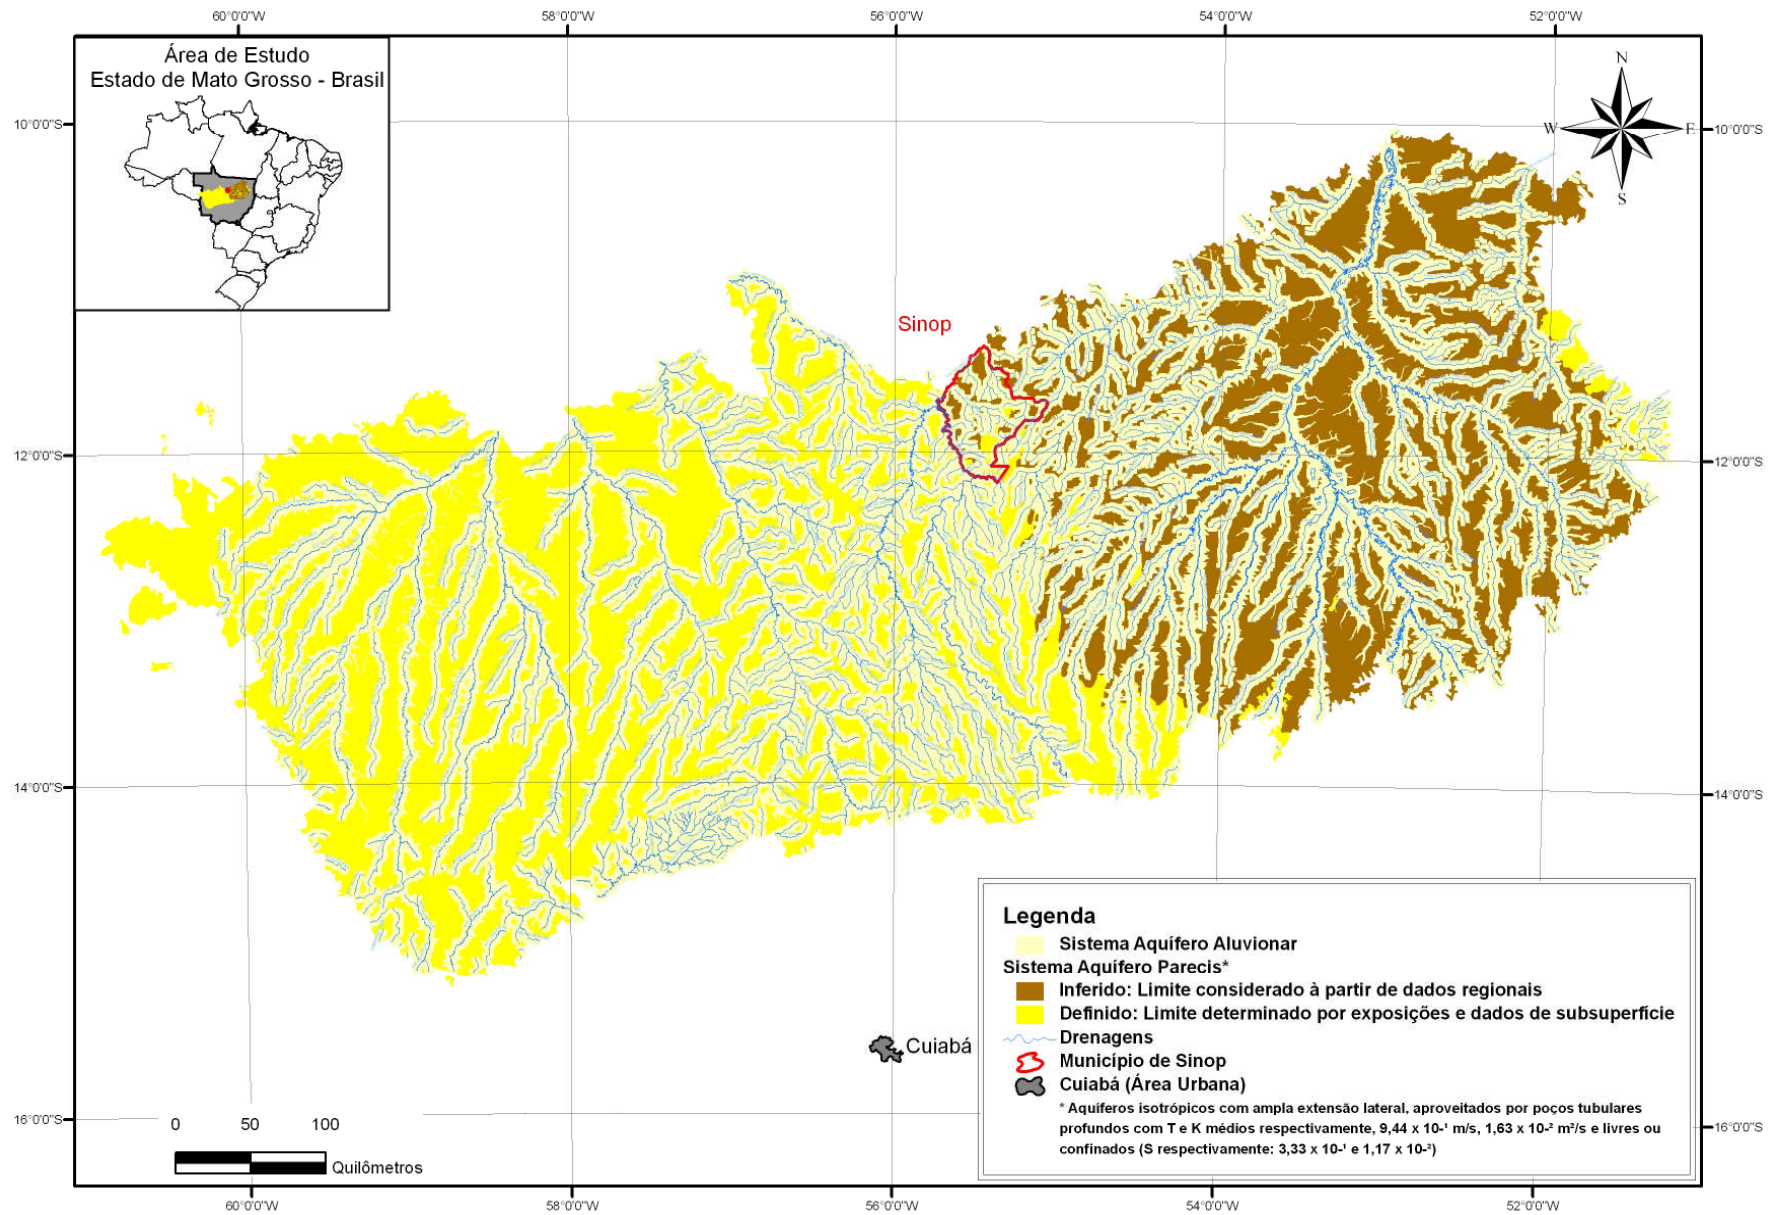 60°0'0"W
58°0'0"W
56°0'0"W
54°0'0"W
52°0'0"W
Área de Estudo
Estado de Mato Grosso - Brasil
N
W
E
S
10°0'0"S
10°0'0"S
Sinop
12°0'0"S
12°0'0"S
14°0'0"S
14°0'0"S
Legenda
Sistema Aquífero Aluvionar
Sistema Aquífero Parecis*
Inferido: Limite considerado à partir de dados regionais
Definido: Limite determinado por exposições e dados de subsuperfície
Drenagens
Município de Sinop
Cuiabá (Área Urbana)
* Aquíferos isotrópicos com ampla extensão lateral, aproveitados por poços tubulares
profundos com T e K médios respectivamente, 9,44 x 10-¹ m/s, 1,63 x 10-² m²/s e livres ou
confinados (S respectivamente: 3,33 x 10-¹ e 1,17 x 10-²)
Cuiabá
16°0'0"S
16°0'0"S
0 50 100
Quilômetros
60°0'0"W
58°0'0"W
56°0'0"W
54°0'0"W
52°0'0"W